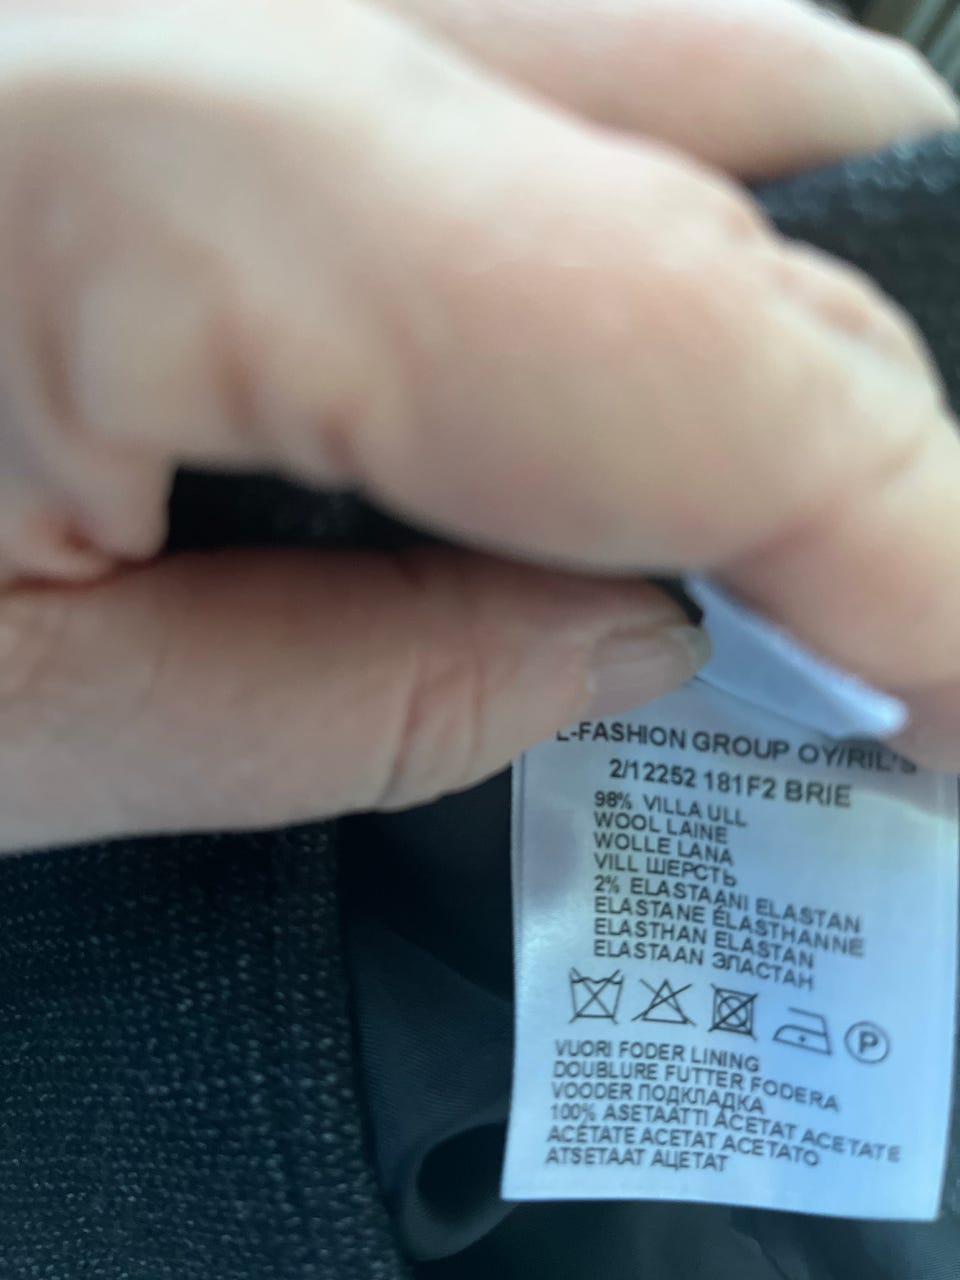 L-FASHION GROUP OY/RIL'S
2/12252 181F2 BRIE
98% VILLA ULL
WOOL LAINE
WOLLE LANA
VILL ШЕРСТЬ
2% ELASTAANI ELASTAN
ELASTANE ÉLASTHANNE
ELASTHAN ELASTAN
ELASTAAN ЭЛАСТАН
P
VUORI FODER LINING
DOUBLURE FUTTER FODERA
VOODER ПОДКЛАДКА
100% ASETAATTI ACETAT ACETATE
ACÉTATE ACETAT ACETATO
ATSETAAT АЦЕТАТ